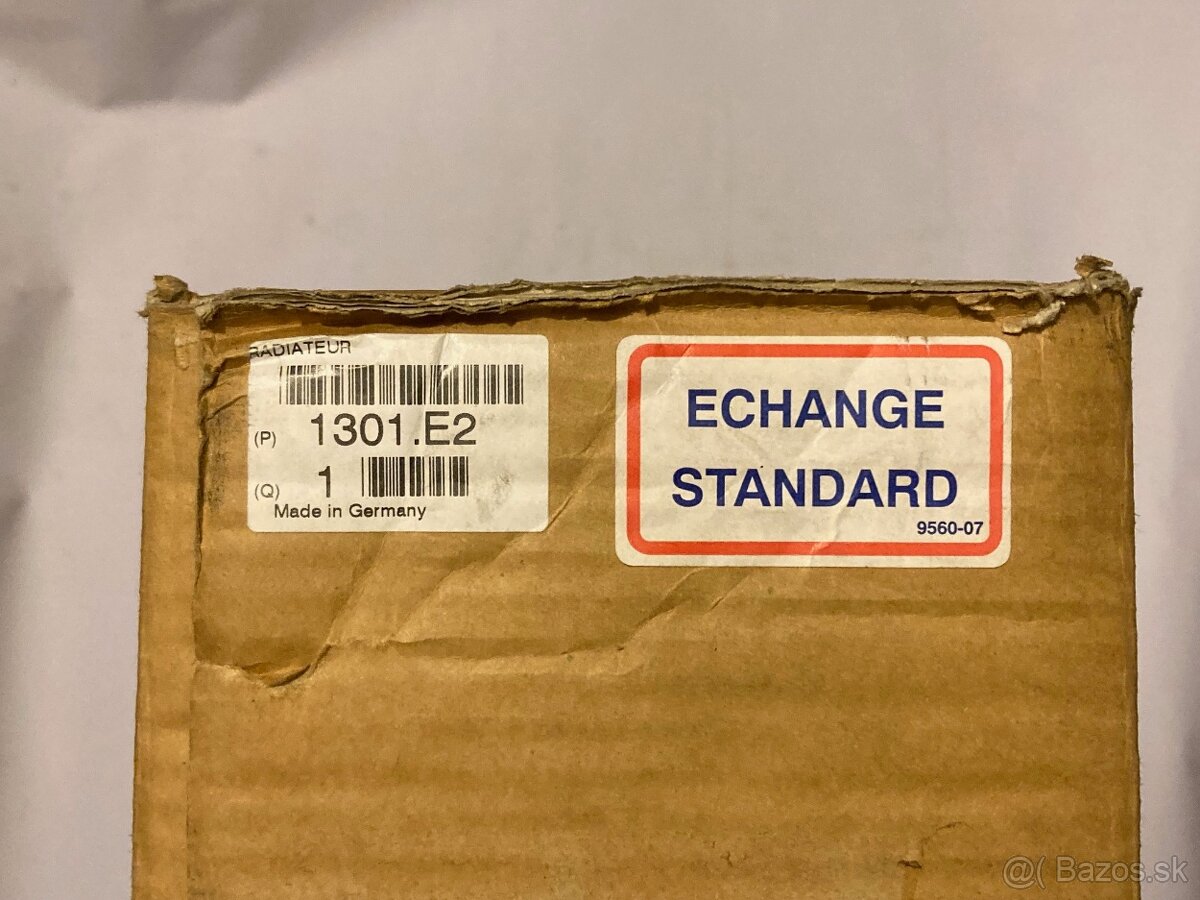 RADIATEUR
(P) 1301.E2
(Q) 1
Made in Germany
ECHANGE
STANDARD
9560-07
@( Bazos.sk